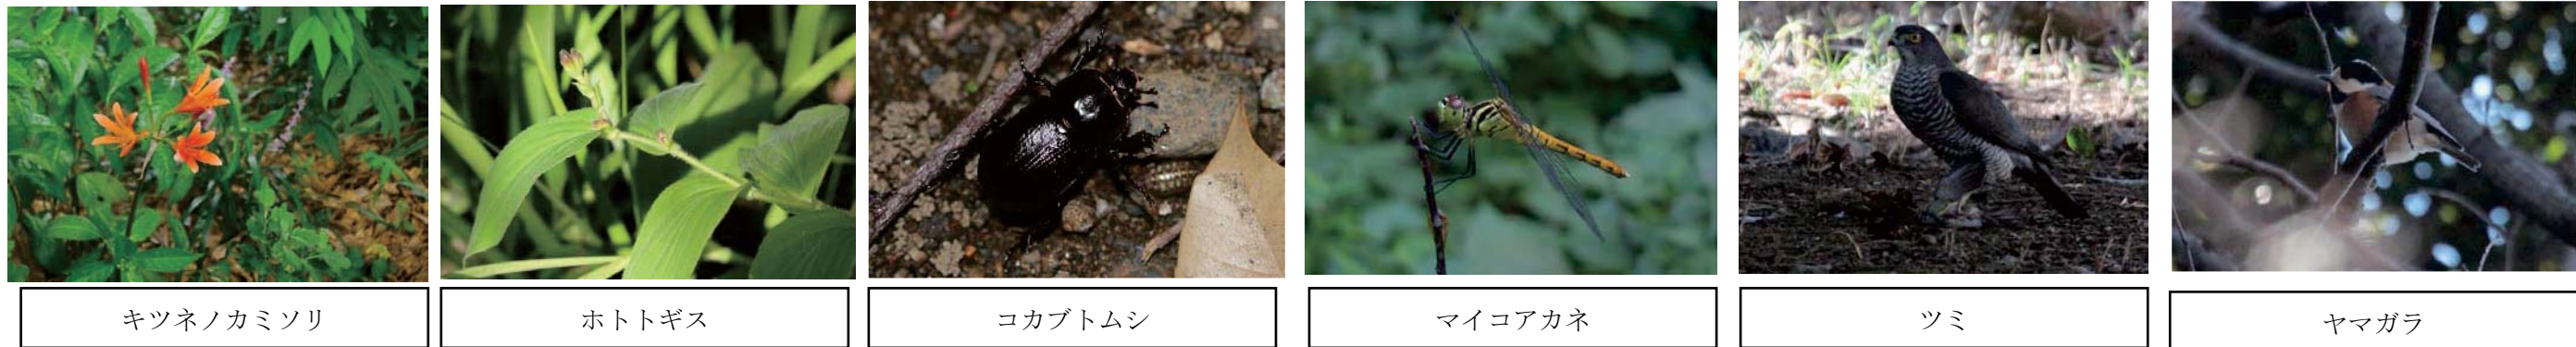 キツネノカミソリ
ホトトギス
コカブトムシ
マイコアカネ
ツミ
ヤマガラ